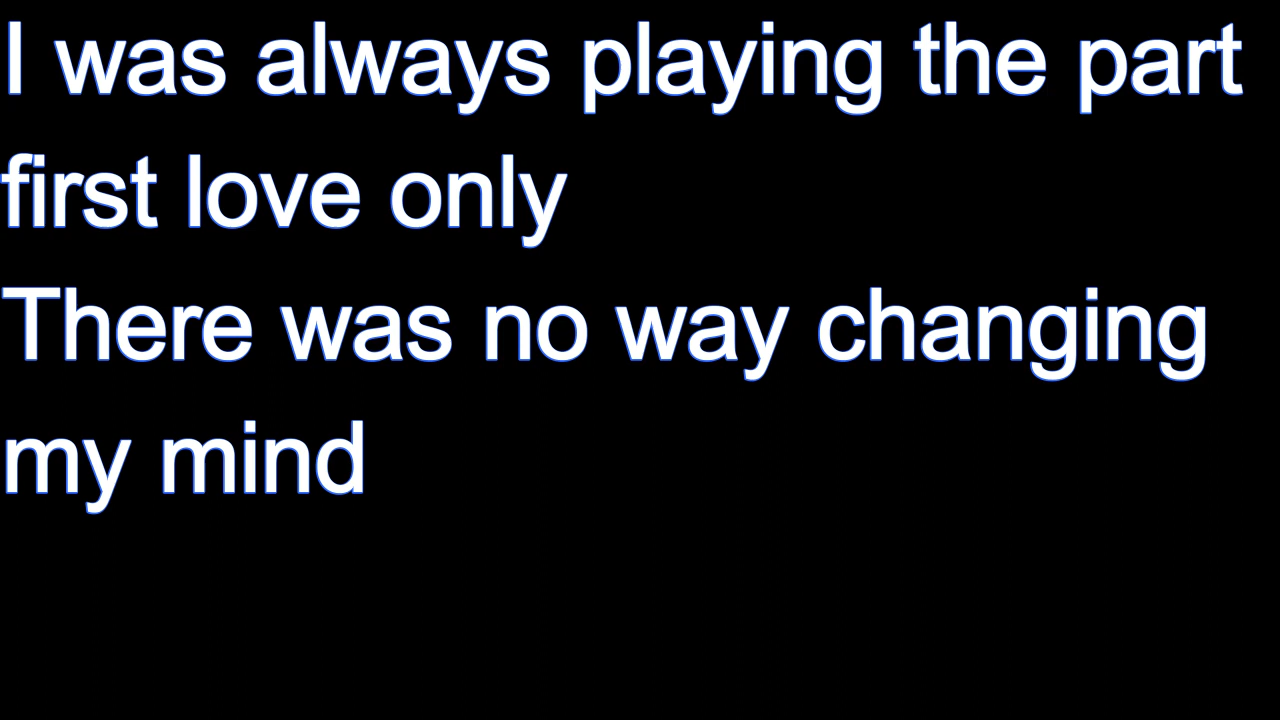 I was always playing the part
first love only
There was no way changing
my mind